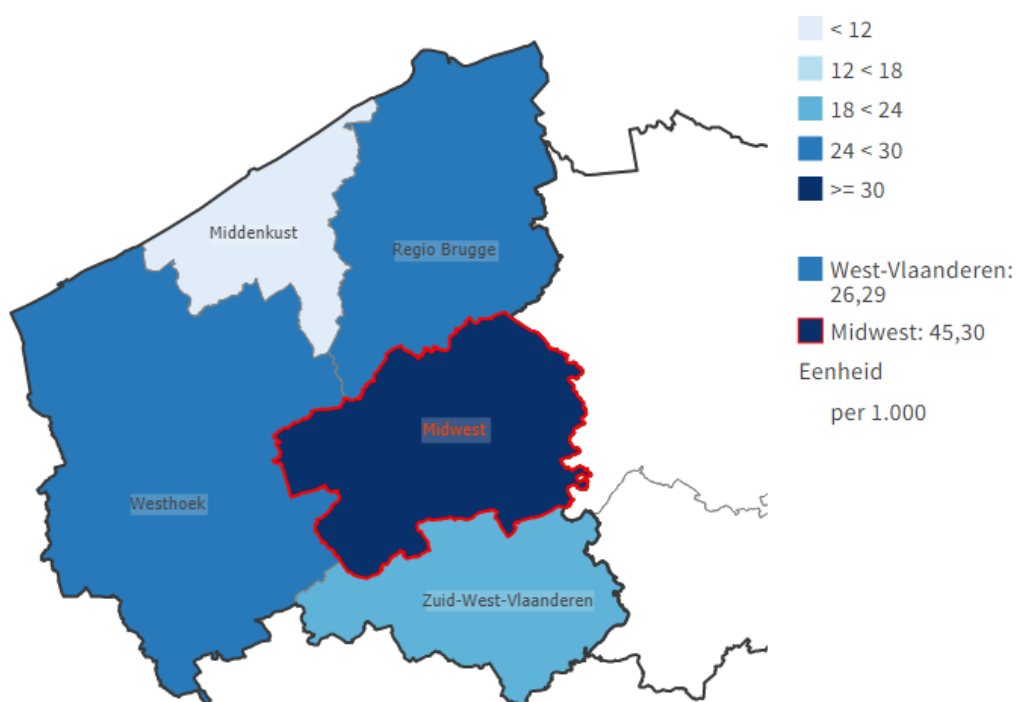 < 12
12 < 18
18 < 24
24 < 30
>= 30
West-Vlaanderen:
26,29
Midwest: 45,30
Eenheid
per 1.000
Middenkust
Regio Brugge
Midwest
Westhoek
Zuid-West-Vlaanderen